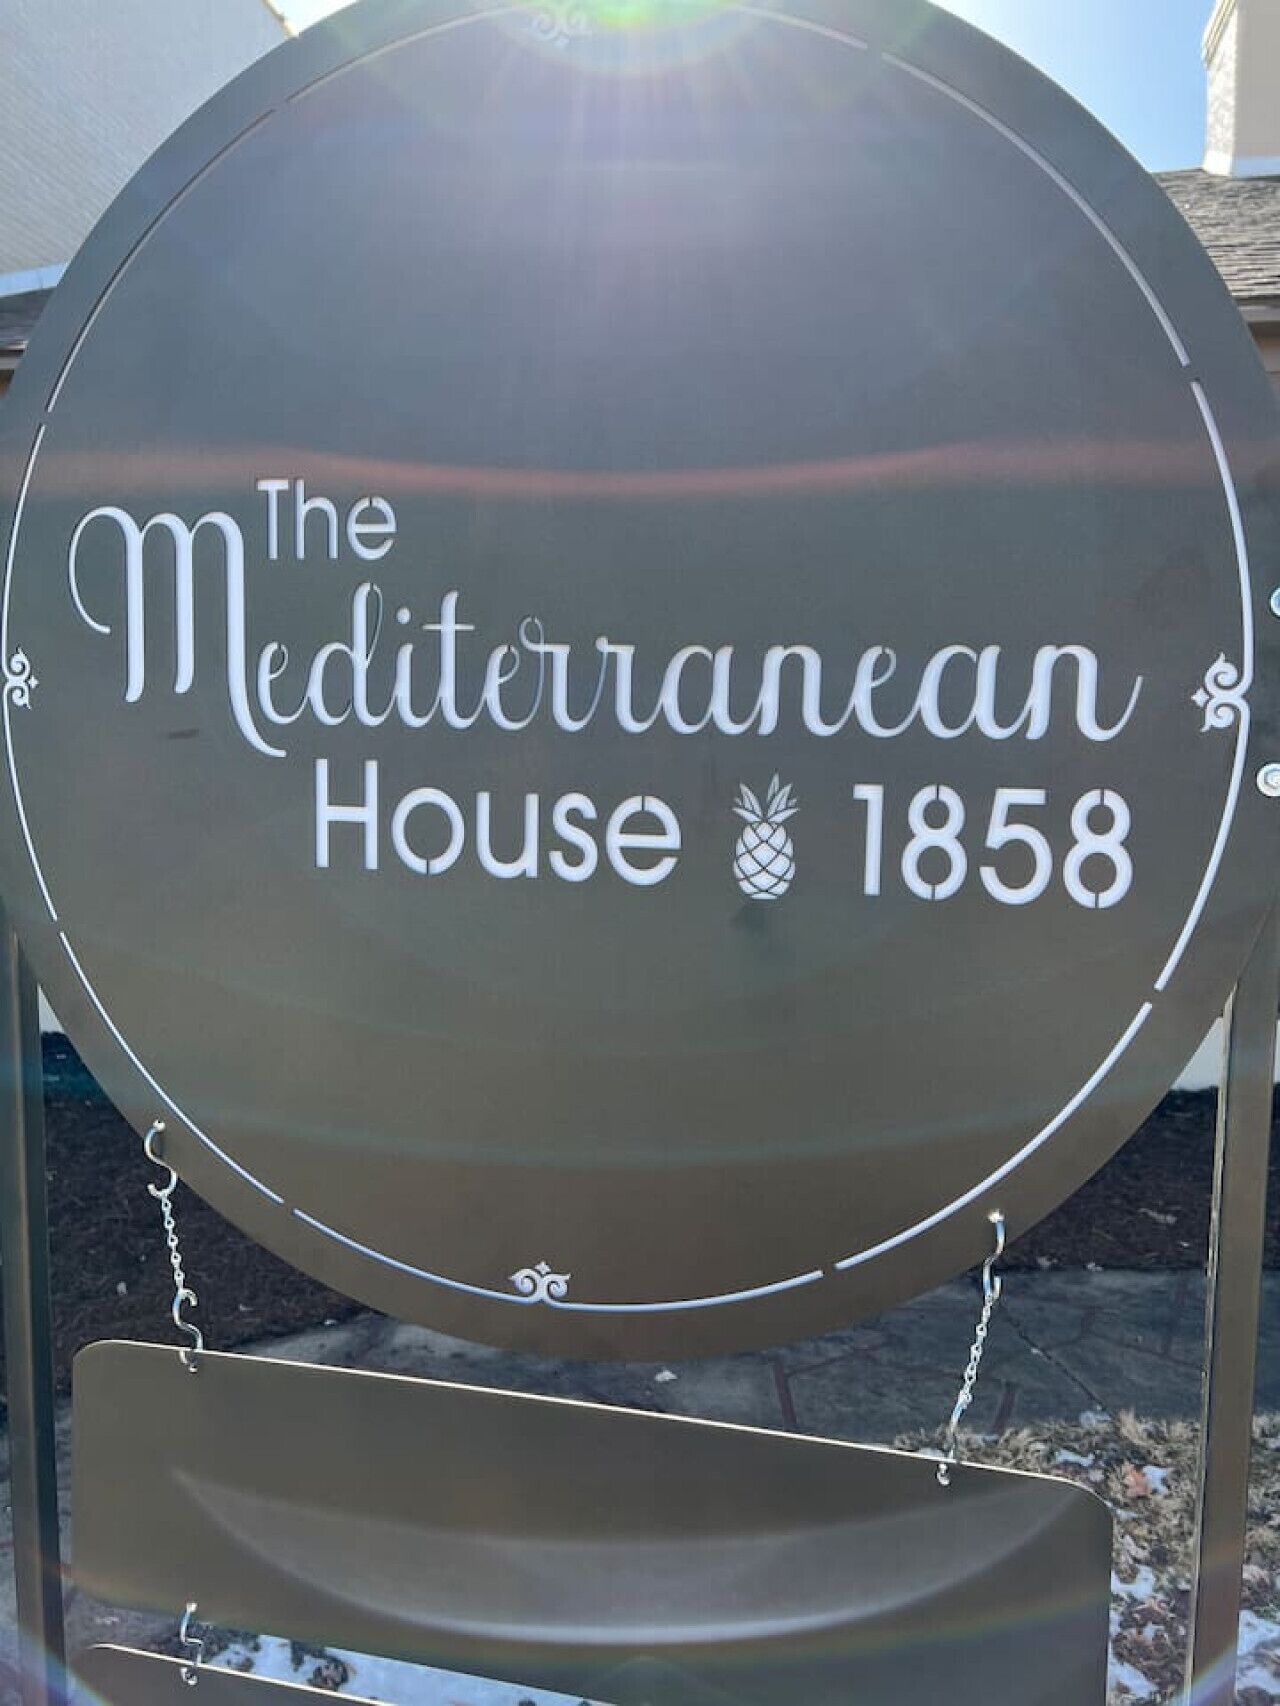 The
Mediterranean
House 1858